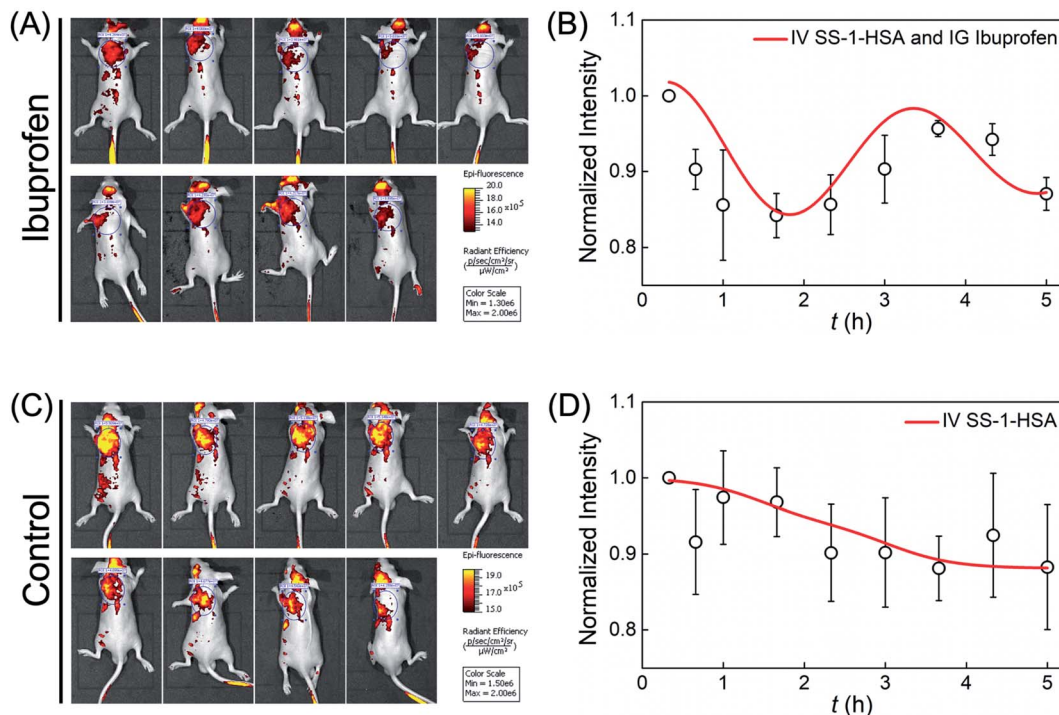 (A)
Ibuprofen
Epi-fluorescence
20.0
18.0
16.0
14.0
x10⁵
Radiant Efficiency
(p/sec/cm²/sr
μW/cm²)
Color Scale
Min = 1.30e6
Max = 2.00e6
(B)
IV SS-1-HSA and IG Ibuprofen
Normalized Intensity
1.1
1.0
0.9
0.8
0 1 2 3 4 5
t (h)
(C)
Control
Epi-fluorescence
19.0
17.0
15.0
x10⁵
Radiant Efficiency
(p/sec/cm²/sr
μW/cm²)
Color Scale
Min = 1.50e6
Max = 2.00e6
(D)
IV SS-1-HSA
Normalized Intensity
1.1
1.0
0.9
0.8
0 1 2 3 4 5
t (h)